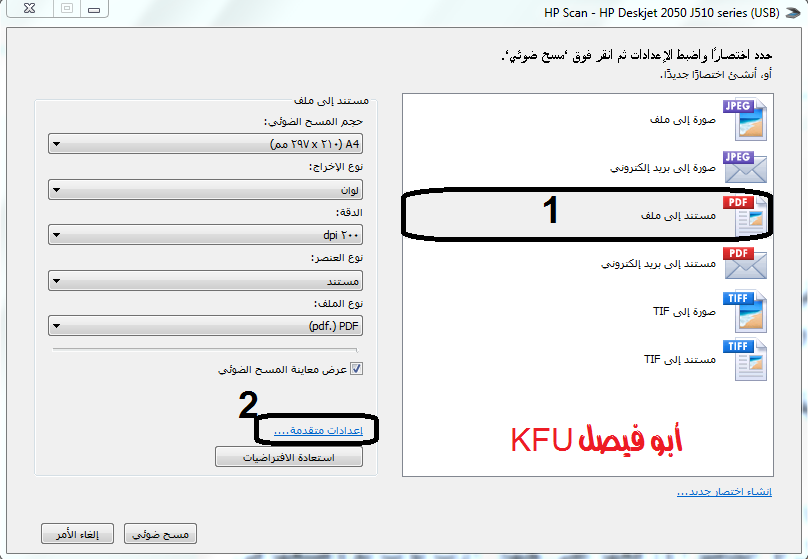 HP Scan - HP Deskjet 2050 J510 series (USB)
حدد اختصارًا واضبط الإعدادات ثم انقر فوق 'مسح ضوئي'.
أو، أنشئ اختصارًا جديدًا.
JPEG
صورة إلى ملف
JPEG
صورة إلى بريد إلكتروني
PDF
مستند إلى ملف
1
PDF
مستند إلى بريد إلكتروني
TIFF
صورة إلى TIF
TIFF
مستند إلى TIF
أبو فيصل KFU
إنشاء اختصار جديد...
مستند إلى ملف
حجم المسح الضوئي:
A4 (٢١٠ x ٢٩٧ مم)
نوع الإخراج:
لوان
الدقة:
٢٠٠ dpi
نوع العنصر:
مستند
نوع الملف:
PDF (.pdf)
عرض معاينة المسح الضوئي
2
إعدادات متقدمة....
استعادة الافتراضيات
مسح ضوئي
إلغاء الأمر